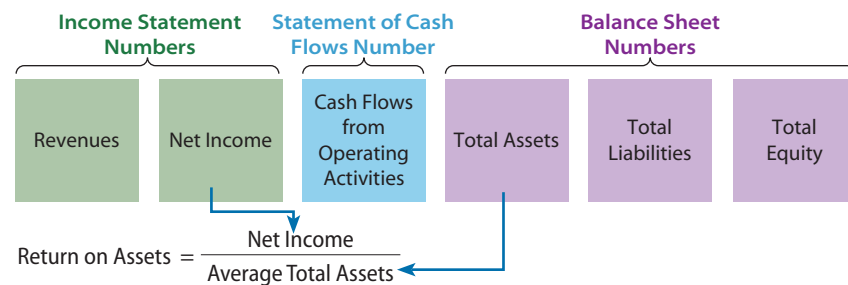 Income Statement
Numbers
Statement of Cash
Flows Number
Balance Sheet
Numbers
Revenues
Net Income
Cash Flows
from
Operating
Activities
Total Assets
Total
Liabilities
Total
Equity
Return on Assets =
Net Income
Average Total Assets